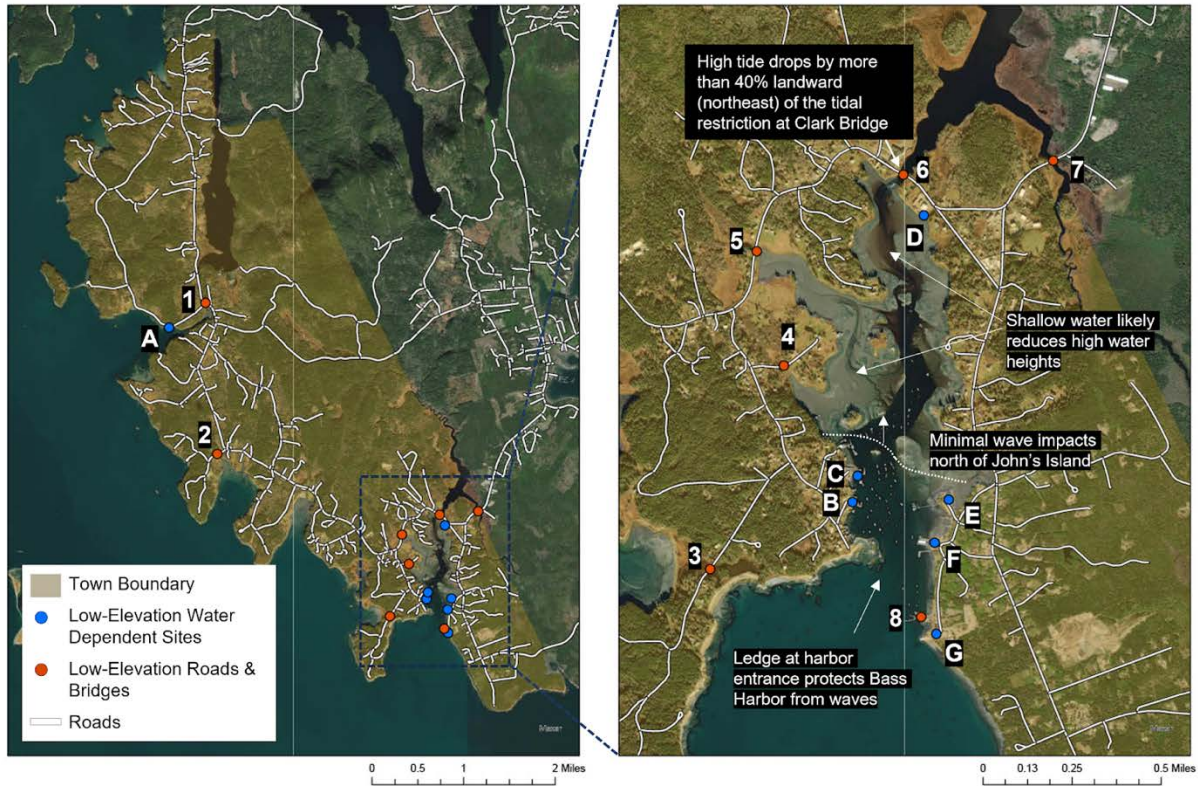 1
A
2
Town Boundary
Low-Elevation Water
Dependent Sites
Low-Elevation Roads &
Bridges
Roads
0 0.5 1 2 Miles
High tide drops by more
than 40% landward
(northeast) of the tidal
restriction at Clark Bridge
6
7
D
5
Shallow water likely
reduces high water
heights
4
Minimal wave impacts
north of John's Island
C
B
E
F
3
8
G
Ledge at harbor
entrance protects Bass
Harbor from waves
0 0.13 0.25 0.5 Miles